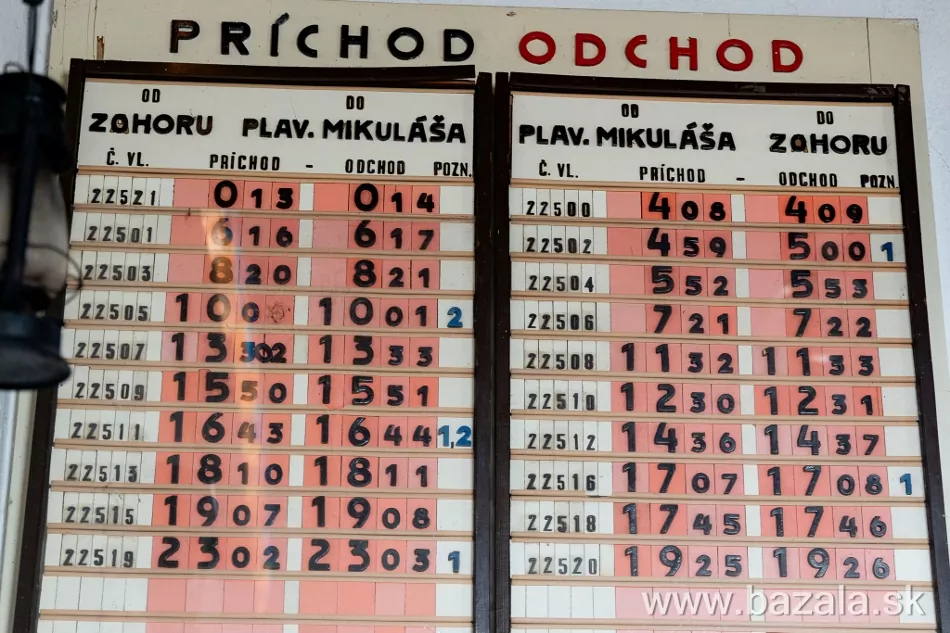 PRÍCHOD ODCHOD
OD ZAHORU DO PLAV. MIKULÁŠA
Č. VL. PRÍCHOD - ODCHOD POZN.
22521 013 014
22501 616 617
22503 820 821
22505 100 1001 2
22507 13 1333
22509 1550 1551
22511 1643 1644 1,2
22513 1810 1811
22515 1907 1908
22519 2302 2303 1
OD PLAV. MIKULÁŠA DO ZAHORU
Č. VL. PRÍCHOD - ODCHOD POZN.
22500 408 409
22502 459 500 1
22504 552 553
22506 721 722
22508 1132 1133
22510 1230 1231
22512 1436 1437
22516 1707 1708 1
22518 1745 1746
22520 1925 1926
www.bazala.sk